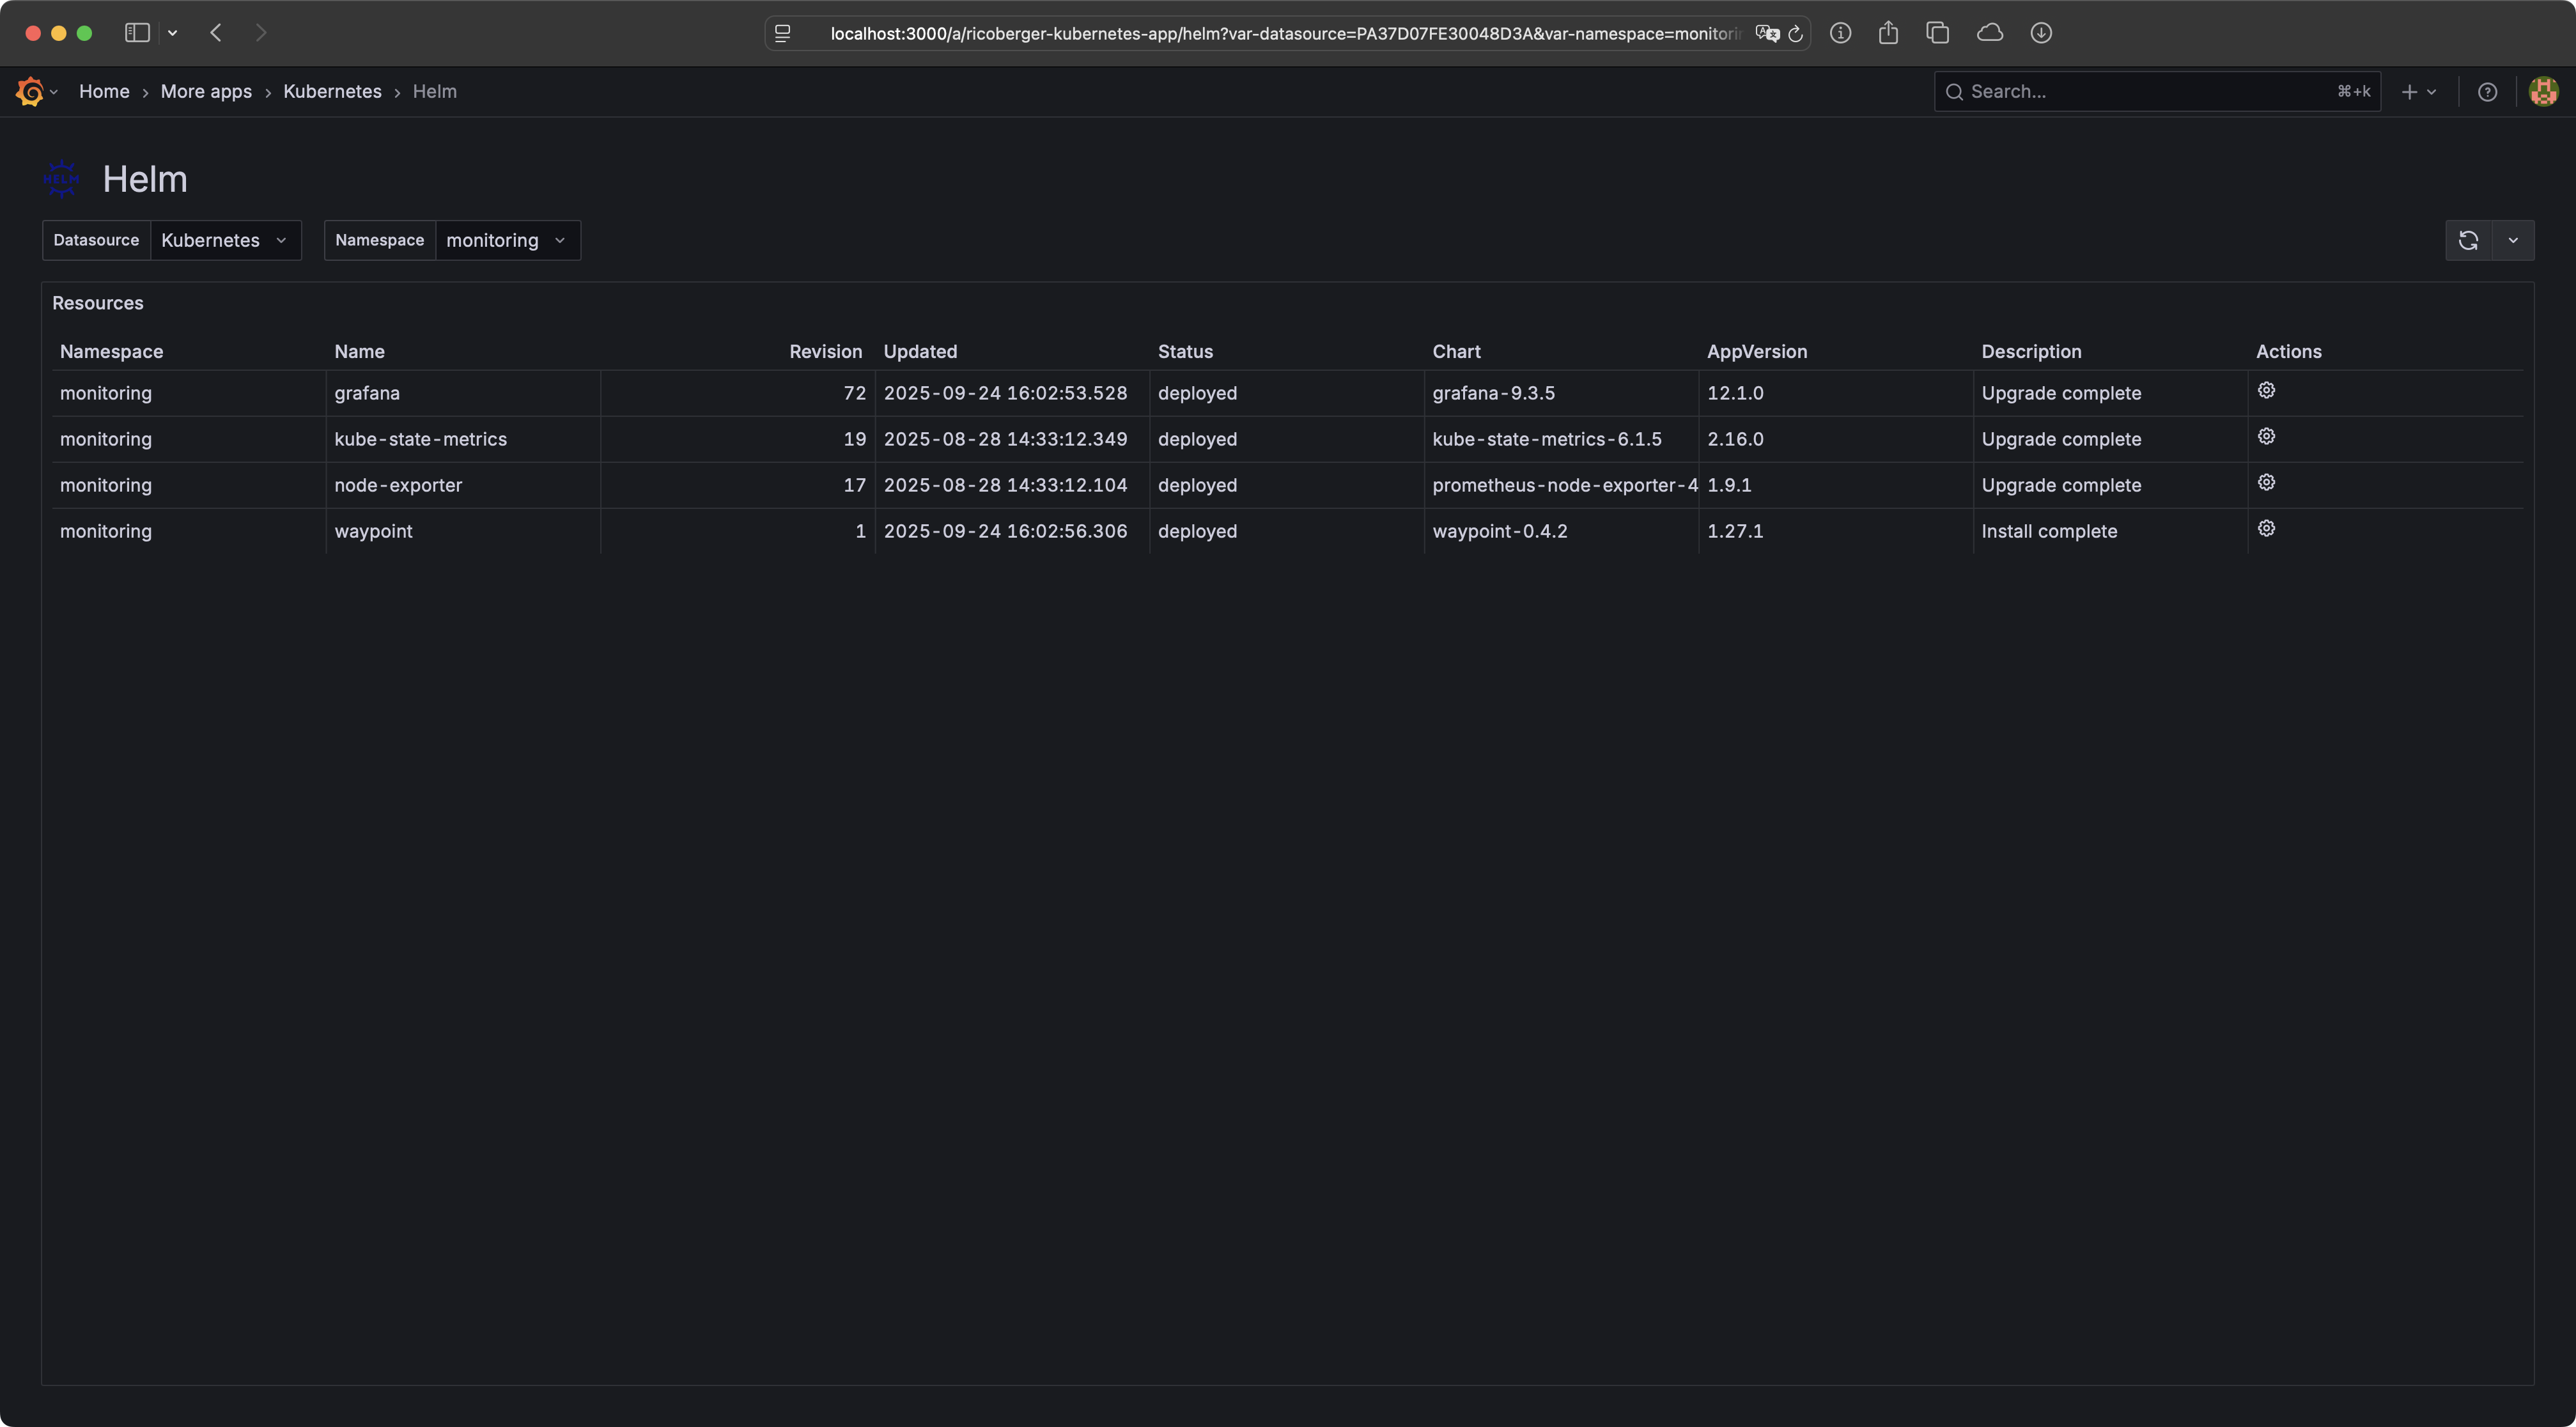 localhost:3000/a/ricoberger-kubernetes-app/helm?var-datasource=PA37D07FE30048D3A&var-namespace=monitorin
Home › More apps › Kubernetes › Helm
Search... ⌘+k
HELM Helm
Datasource Kubernetes Namespace monitoring
Resources
Namespace Name Revision Updated Status Chart AppVersion Description Actions
monitoring grafana 72 2025-09-24 16:02:53.528 deployed grafana-9.3.5 12.1.0 Upgrade complete
monitoring kube-state-metrics 19 2025-08-28 14:33:12.349 deployed kube-state-metrics-6.1.5 2.16.0 Upgrade complete
monitoring node-exporter 17 2025-08-28 14:33:12.104 deployed prometheus-node-exporter-4 1.9.1 Upgrade complete
monitoring waypoint 1 2025-09-24 16:02:56.306 deployed waypoint-0.4.2 1.27.1 Install complete